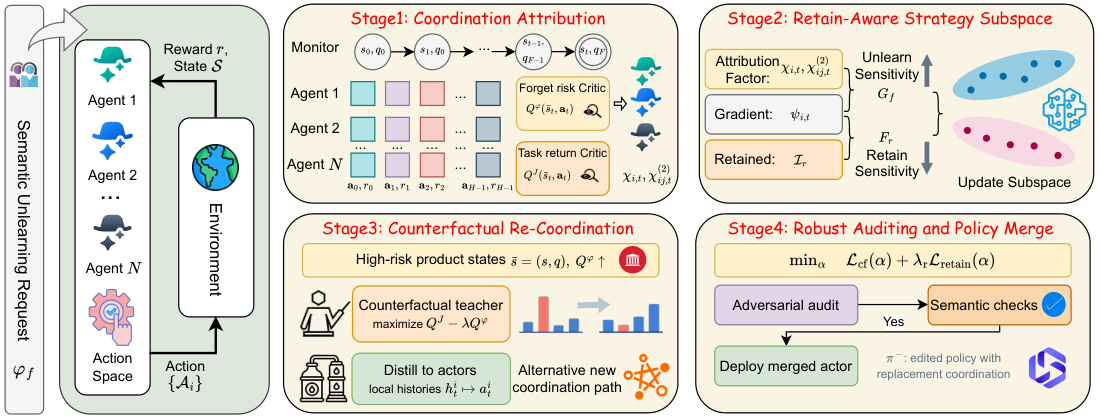 Semantic Unlearning Request
φ_f
Reward r,
State 𝒮
Agent 1
Agent 2
...
Agent N
Action
Space
Environment
Action
{𝒜_i}
Stage1: Coordination Attribution
Monitor
s_0, q_0
s_1, q_0
...
s_{t−1},
q_{F−1}
s_t, q_F
Agent 1
...
Agent 2
...
... ...
Agent N
...
a_0, r_0
a_1, r_1
a_2, r_2
a_{H−1}, r_{H−1}
Forget risk Critic
Q^φ(s̄_t, a_t)
Task return Critic
Q^J(s̄_t, a_t)
χ_{i,t}, χ_{ij,t}^{(2)}
Stage2: Retain-Aware Strategy Subspace
Attribution
Factor: χ_{i,t}, χ_{ij,t}^{(2)}
Gradient: ψ_{i,t}
Retained: ℐ_r
Unlearn
Sensitivity
G_f
F_r
Retain
Sensitivity
Update Subspace
Stage3: Counterfactual Re-Coordination
High-risk product states s̄ = (s, q), Q^φ ↑
Counterfactual teacher
maximize Q^J − λQ^φ
Distill to actors
local histories h_t^i ↦ a_t^i
Alternative new
coordination path
Stage4: Robust Auditing and Policy Merge
min_α ℒ_cf(α) + λ_r ℒ_retain(α)
Adversarial audit
Semantic checks
Yes
Deploy merged actor
π^−: edited policy with
replacement coordination